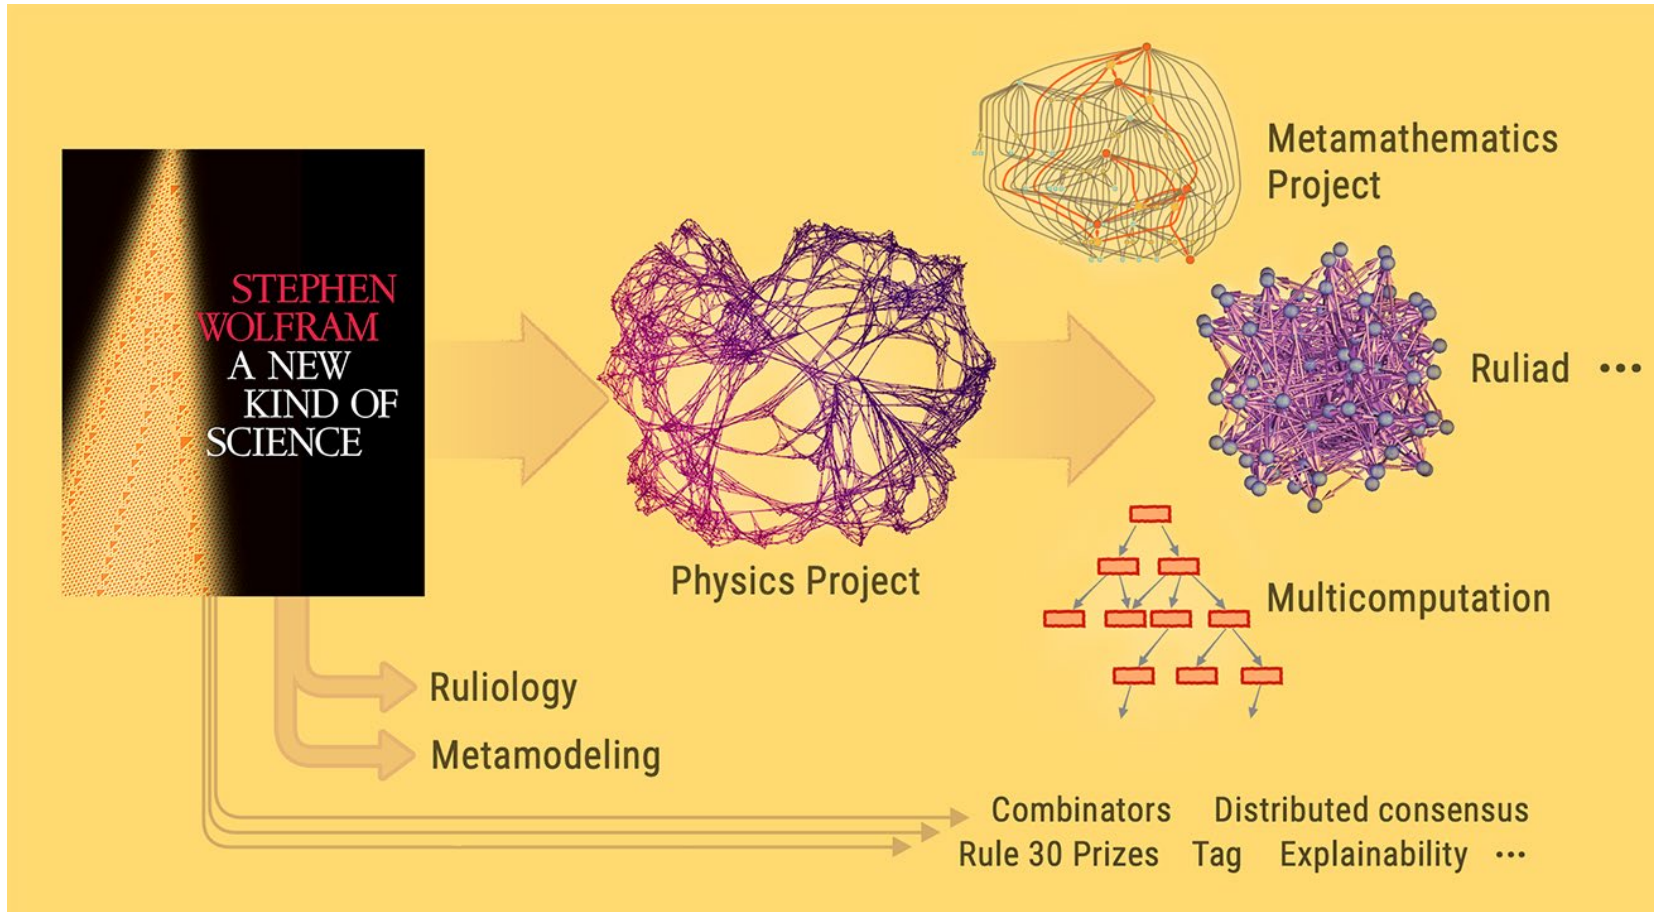 STEPHEN
WOLFRAM
A NEW
KIND OF
SCIENCE
Physics Project
Metamathematics
Project
Ruliad ...
Multicomputation
Ruliology
Metamodeling
Combinators Distributed consensus
Rule 30 Prizes Tag Explainability ...